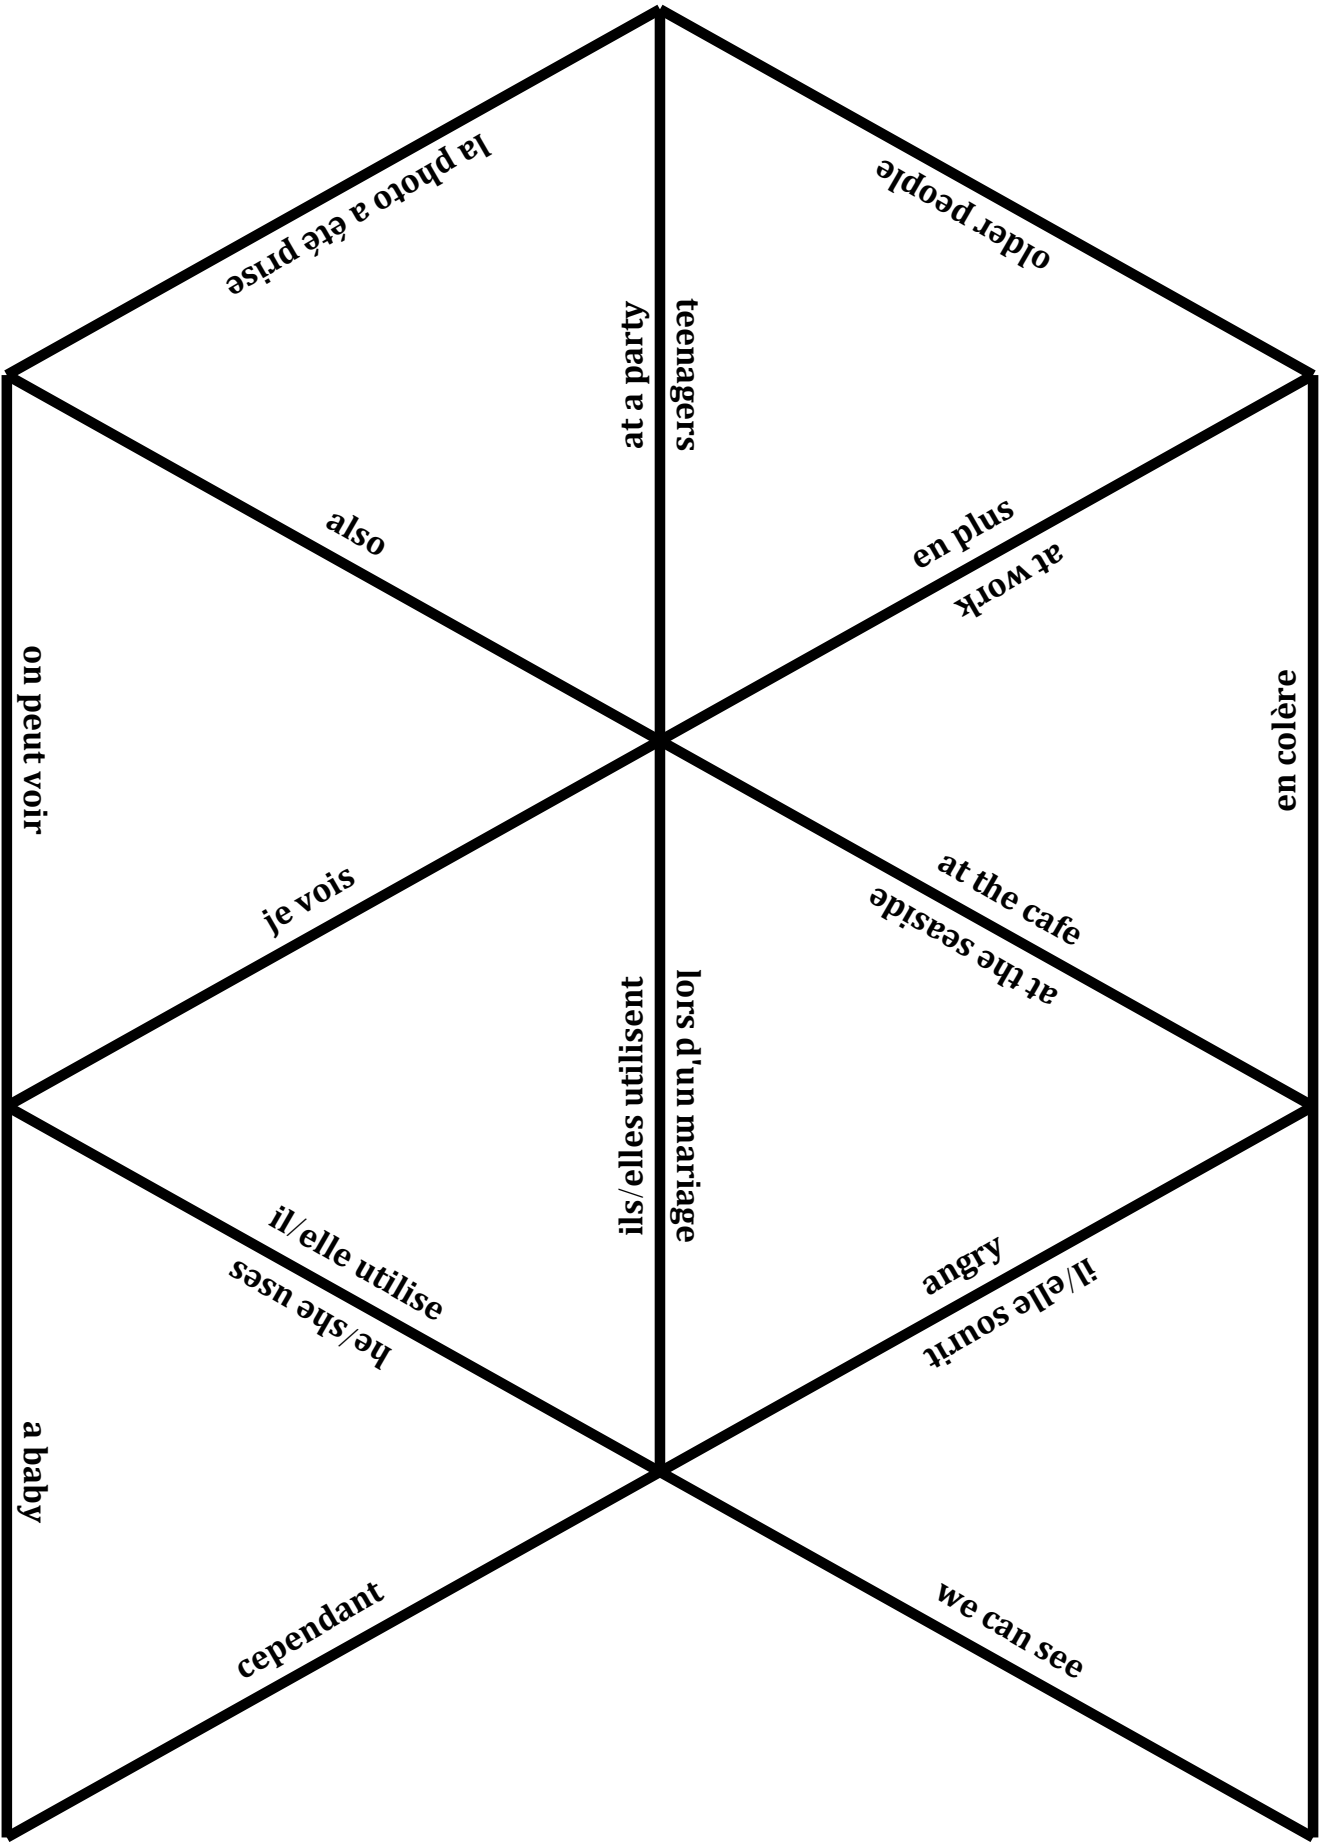 la photo a été prise
older people
at a party
teenagers
also
en plus
at work
on peut voir
en colère
je vois
at the cafe
at the seaside
ils/elles utilisent
lors d'un mariage
il/elle utilise
he/she uses
angry
il/elle sourit
a baby
cependant
we can see